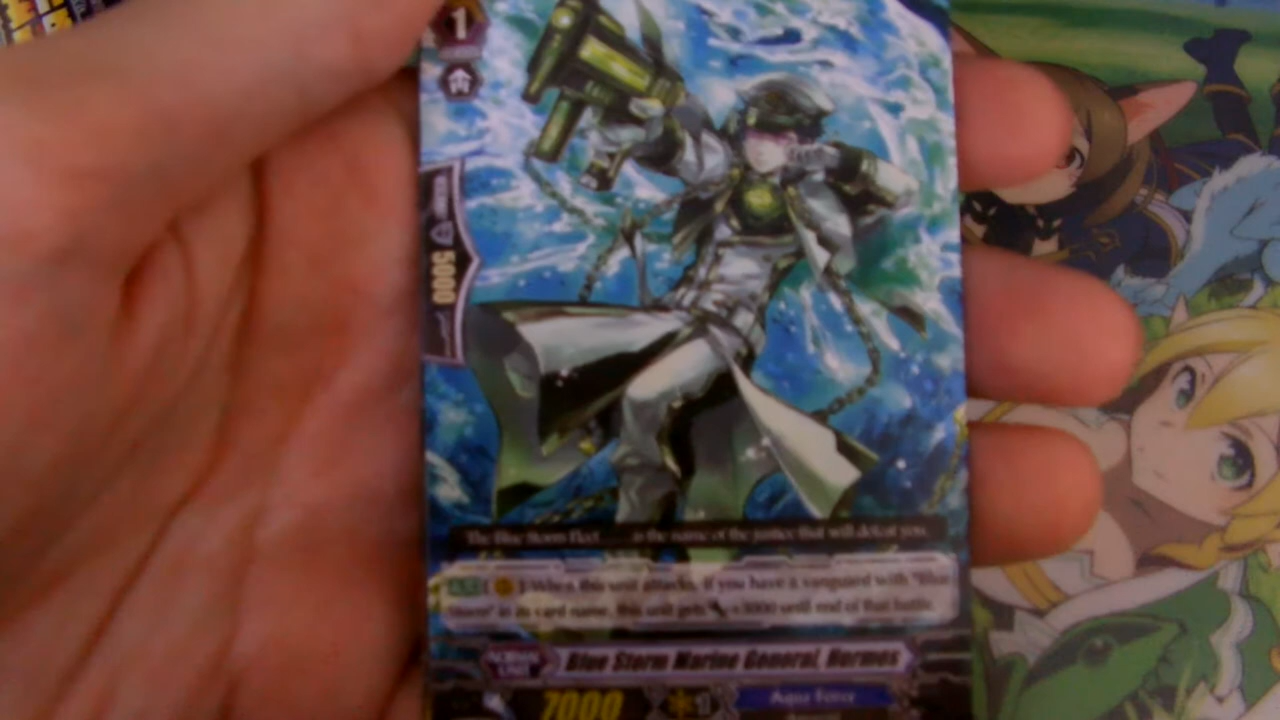 1
5000
The Blue Storm Fleet...... is the name of the justice that will defeat you.
When this unit attacks, if you have a vanguard with "Blue
Storm" in its card name, this unit gets +3000 until end of that battle.
Blue Storm Marine General, Hermes
7000 1 Aqua Force